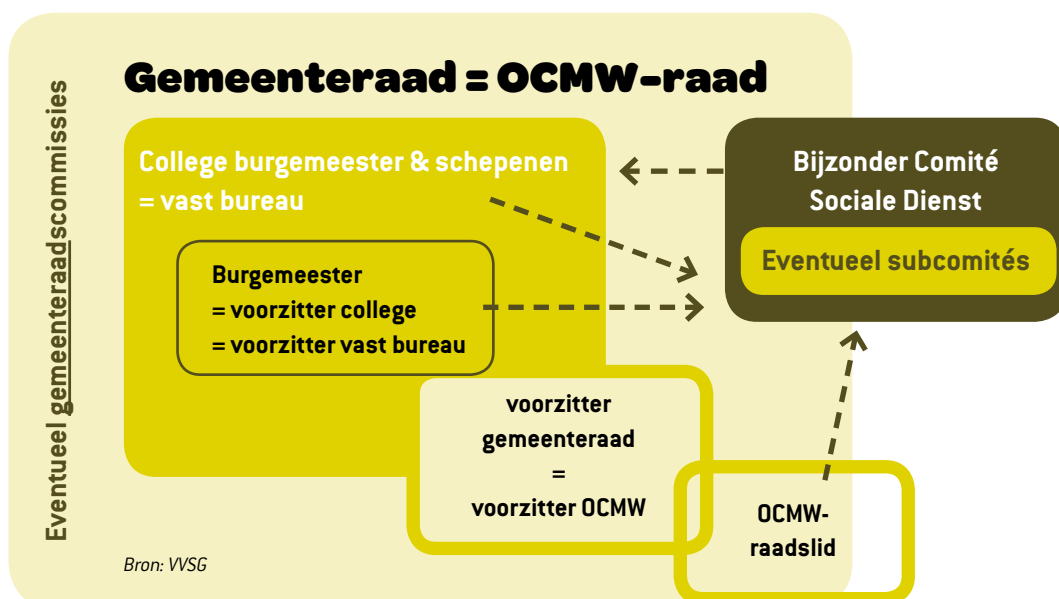 Gemeenteraad = OCMW-raad
Eventueel gemeenteraadscommissies
College burgemeester & schepenen
= vast bureau
Burgemeester
= voorzitter college
= voorzitter vast bureau
Bijzonder Comité
Sociale Dienst
Eventueel subcomités
voorzitter
gemeenteraad
=
voorzitter OCMW
OCMW-
raadslid
Bron: VVSG